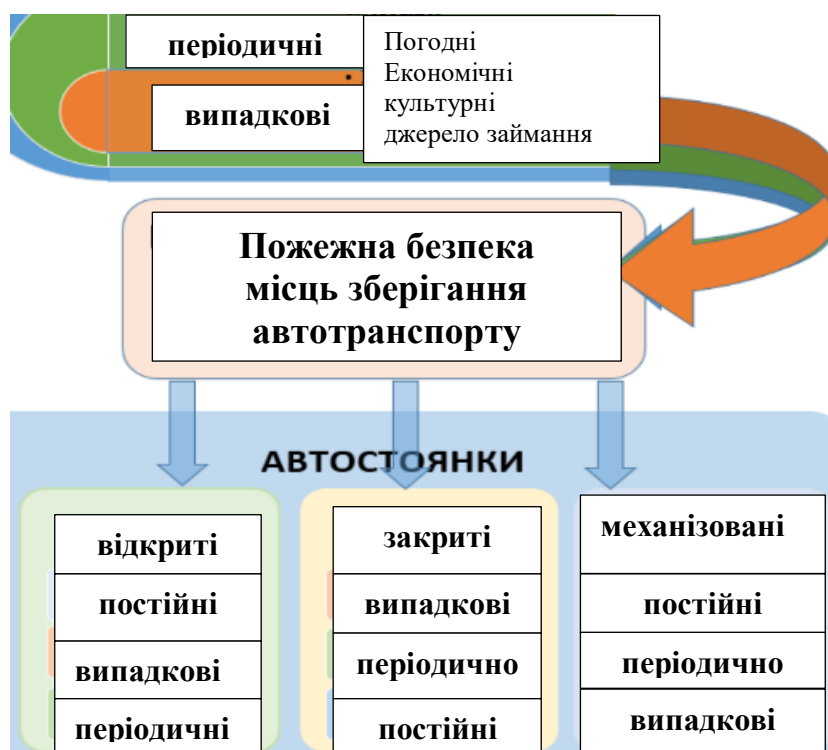 періодичні
випадкові
Погодні
Економічні
культурні
джерело займання
Пожежна безпека
місць зберігання
автотранспорту
АВТОСТОЯНКИ
відкриті
постійні
випадкові
періодичні
закриті
випадкові
періодично
постійні
механізовані
постійні
періодично
випадкові